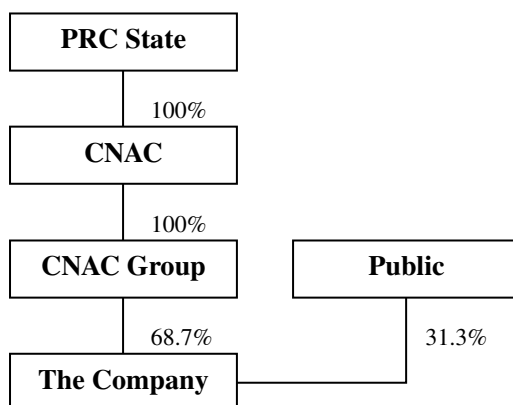 PRC State
100%
CNAC
100%
CNAC Group
Public
68.7%
31.3%
The Company